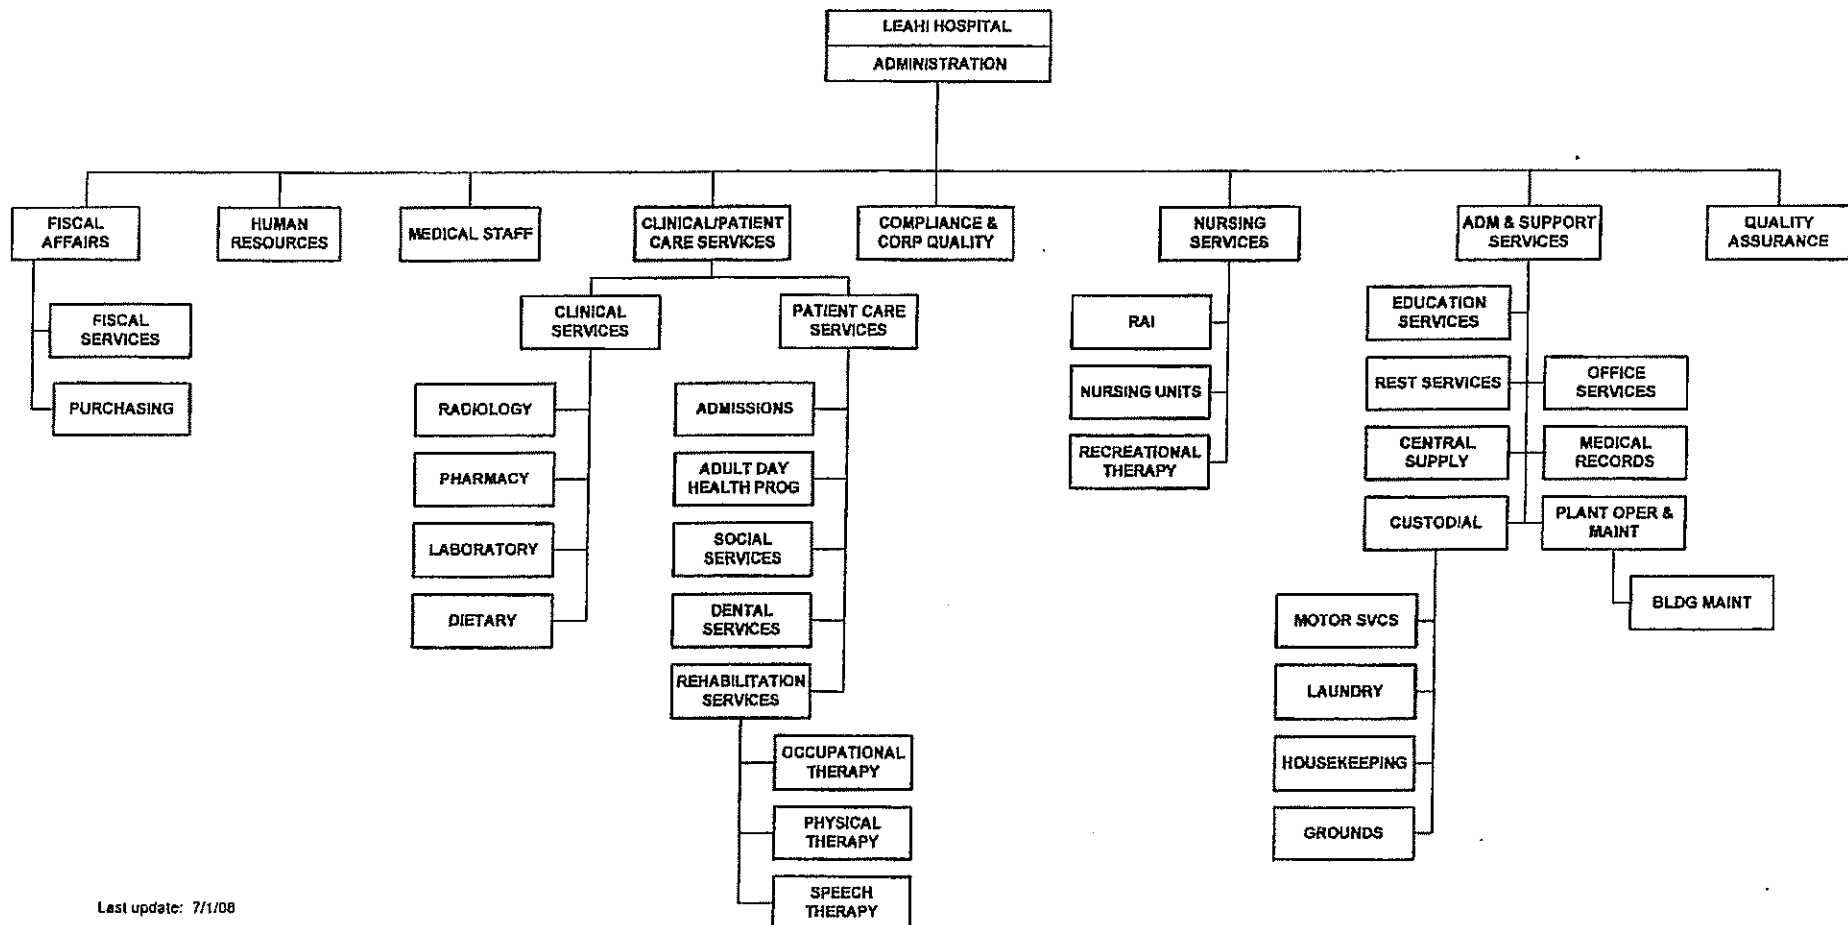 LEAHI HOSPITAL
ADMINISTRATION
FISCAL
AFFAIRS
HUMAN
RESOURCES
MEDICAL STAFF
CLINICAL/PATIENT
CARE SERVICES
COMPLIANCE &
CORP QUALITY
NURSING
SERVICES
ADM & SUPPORT
SERVICES
QUALITY
ASSURANCE
FISCAL
SERVICES
PURCHASING
CLINICAL
SERVICES
RADIOLOGY
PHARMACY
LABORATORY
DIETARY
PATIENT CARE
SERVICES
ADMISSIONS
ADULT DAY
HEALTH PROG
SOCIAL
SERVICES
DENTAL
SERVICES
REHABILITATION
SERVICES
OCCUPATIONAL
THERAPY
PHYSICAL
THERAPY
SPEECH
THERAPY
RAI
NURSING UNITS
RECREATIONAL
THERAPY
EDUCATION
SERVICES
REST SERVICES
OFFICE
SERVICES
CENTRAL
SUPPLY
MEDICAL
RECORDS
CUSTODIAL
PLANT OPER &
MAINT
BLDG MAINT
MOTOR SVCS
LAUNDRY
HOUSEKEEPING
GROUNDS
Last update: 7/1/08